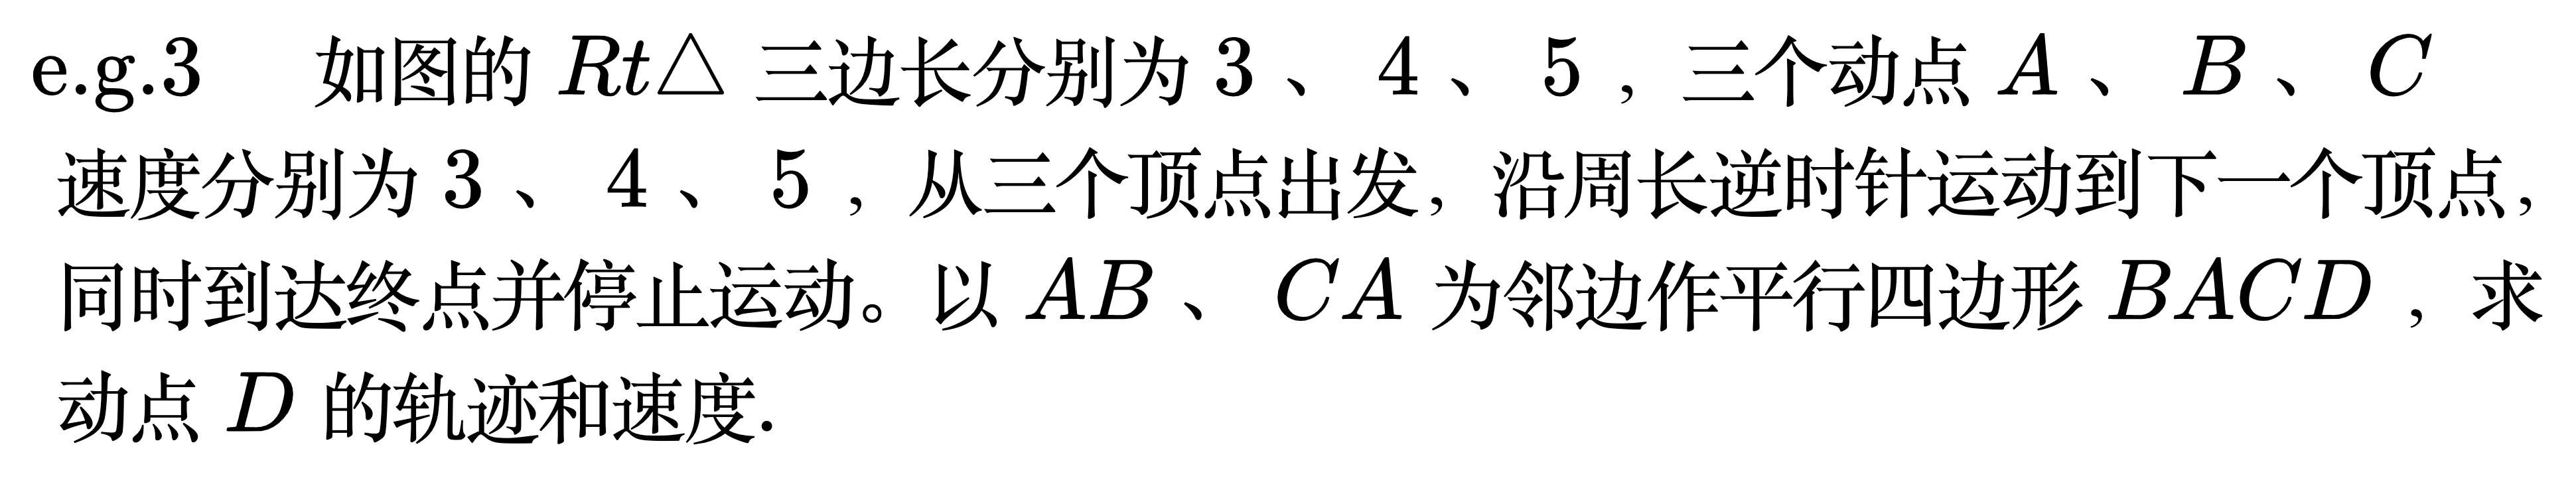 e.g.3 如图的 Rt△ 三边长分别为 3 、 4 、 5 , 三个动点 A 、 B 、 C
速度分别为 3 、 4 、 5 , 从三个顶点出发, 沿周长逆时针运动到下一个顶点,
同时到达终点并停止运动。以 AB 、 CA 为邻边作平行四边形 BACD , 求
动点 D 的轨迹和速度.